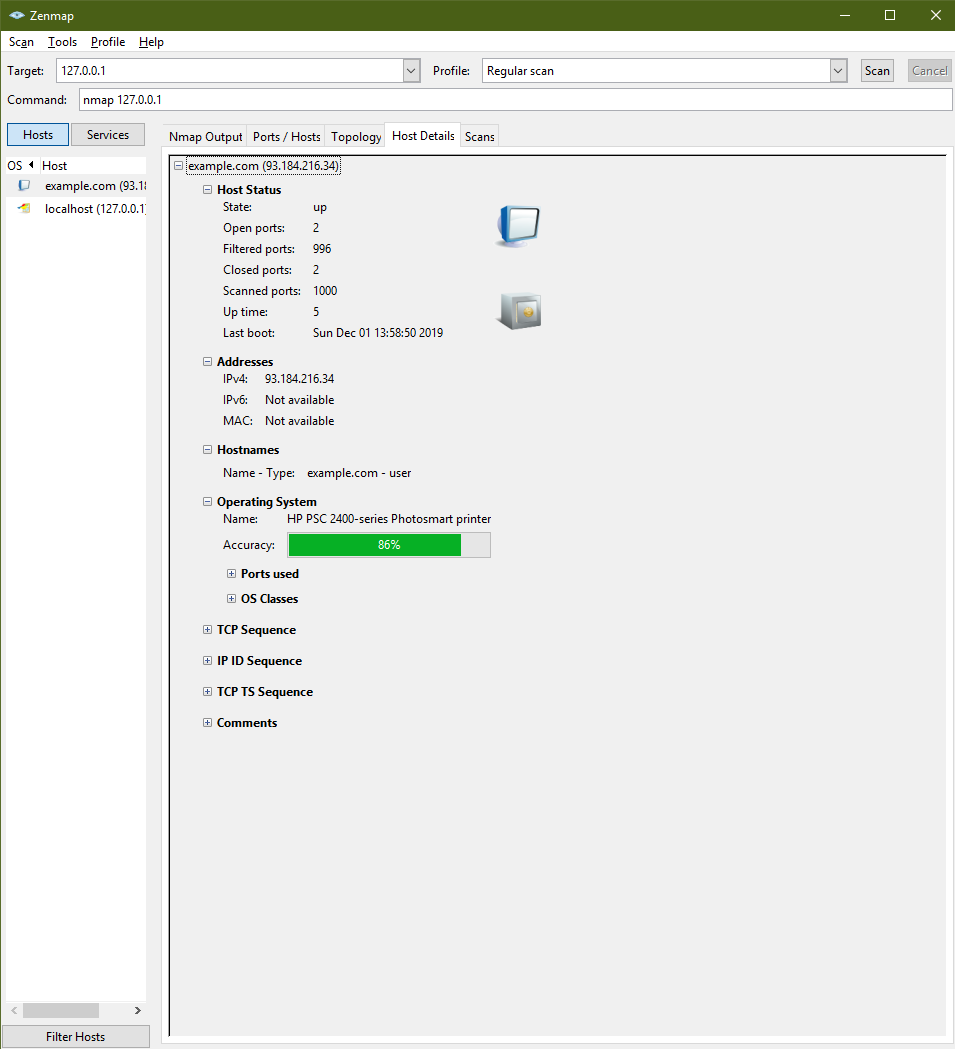 Zenmap
Scan Tools Profile Help
Target: 127.0.0.1 Profile: Regular scan Scan Cancel
Command: nmap 127.0.0.1
Hosts Services
Nmap Output Ports / Hosts Topology Host Details Scans
OS Host
example.com (93.18
localhost (127.0.0.1)
Filter Hosts
example.com (93.184.216.34)
Host Status
State: up
Open ports: 2
Filtered ports: 996
Closed ports: 2
Scanned ports: 1000
Up time: 5
Last boot: Sun Dec 01 13:58:50 2019
Addresses
IPv4: 93.184.216.34
IPv6: Not available
MAC: Not available
Hostnames
Name - Type: example.com - user
Operating System
Name: HP PSC 2400-series Photosmart printer
Accuracy: 86%
Ports used
OS Classes
TCP Sequence
IP ID Sequence
TCP TS Sequence
Comments